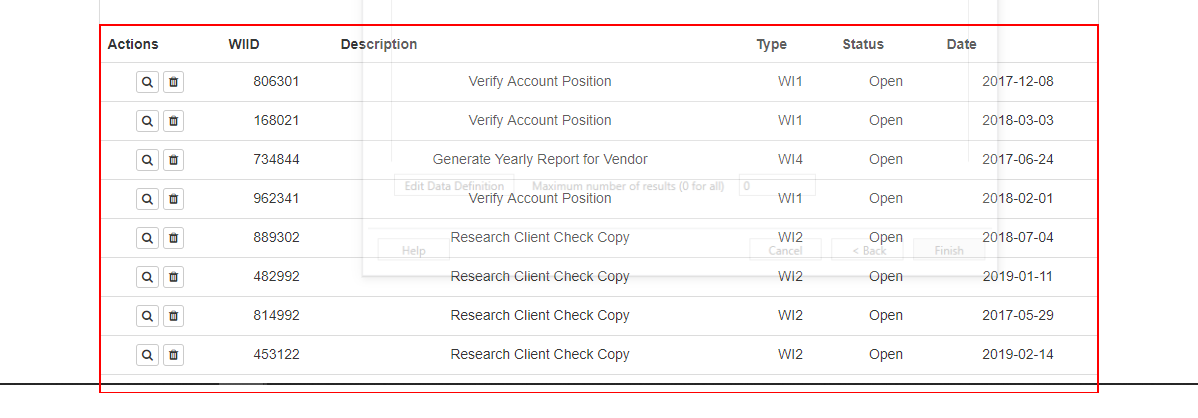 Actions WIID Description Type Status Date
806301 Verify Account Position WI1 Open 2017-12-08
168021 Verify Account Position WI1 Open 2018-03-03
734844 Generate Yearly Report for Vendor WI4 Open 2017-06-24
Edit Data Definition Maximum number of results (0 for all) 0
962341 Verify Account Position WI1 Open 2018-02-01
889302 Research Client Check Copy WI2 Open 2018-07-04
Help Cancel < Back Finish
482992 Research Client Check Copy WI2 Open 2019-01-11
814992 Research Client Check Copy WI2 Open 2017-05-29
453122 Research Client Check Copy WI2 Open 2019-02-14